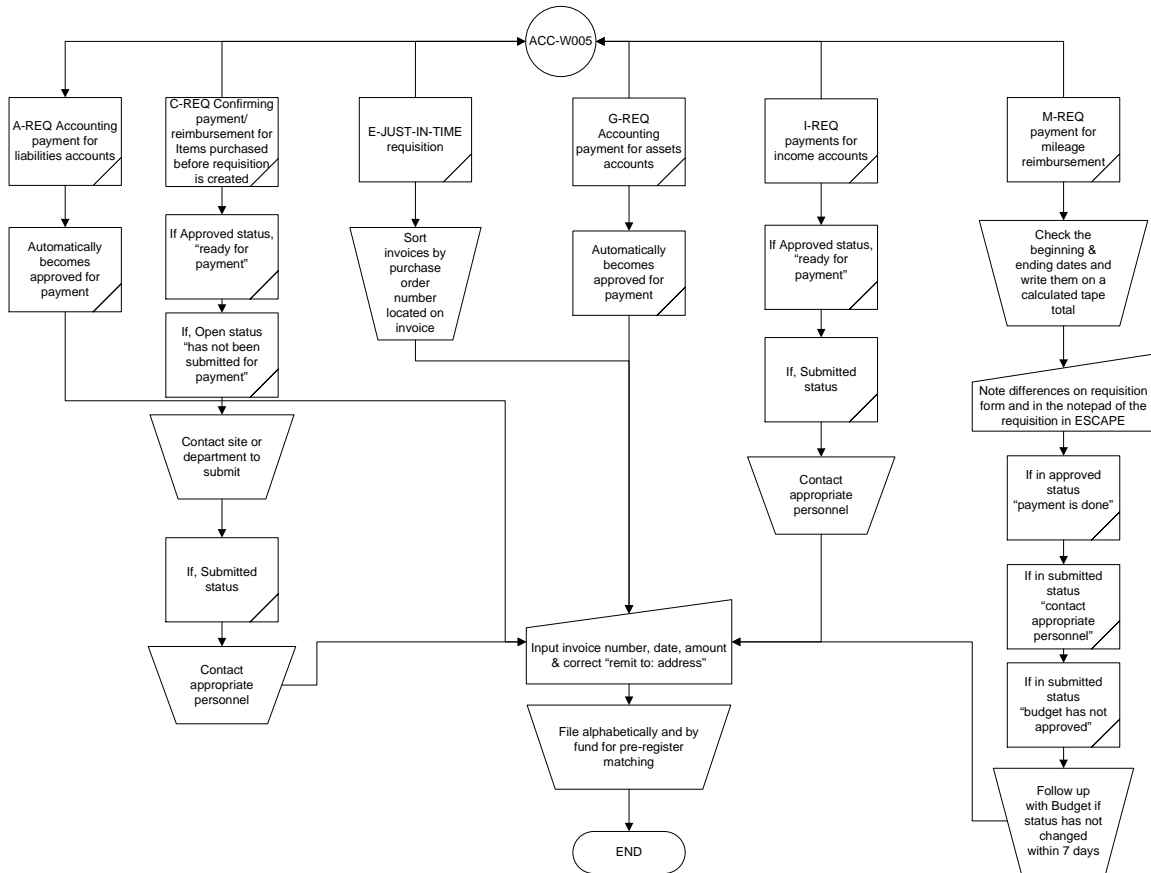 ACC-W005
A-REQ Accounting
payment for
liabilities accounts
C-REQ Confirming
payment/
reimbursement for
Items purchased
before requisition
is created
E-JUST-IN-TIME
requisition
G-REQ
Accounting
payment for assets
accounts
I-REQ
payments for
income accounts
M-REQ
payment for
mileage
reimbursement
Automatically
becomes
approved for
payment
If Approved status,
“ready for
payment”
Sort
invoices by
purchase
order
number
located on
invoice
Automatically
becomes
approved for
payment
If Approved status,
“ready for
payment”
Check the
beginning &
ending dates and
write them on a
calculated tape
total
If, Open status
“has not been
submitted for
payment”
If, Submitted
status
Note differences on requisition
form and in the notepad of the
requisition in ESCAPE
Contact site or
department to
submit
Contact
appropriate
personnel
If in approved
status
“payment is done”
If, Submitted
status
If in submitted
status
“contact
appropriate
personnel”
Contact
appropriate
personnel
Input invoice number, date, amount
& correct “remit to: address”
If in submitted
status
“budget has not
approved”
File alphabetically and by
fund for pre-register
matching
Follow up
with Budget if
status has not
changed
within 7 days
END